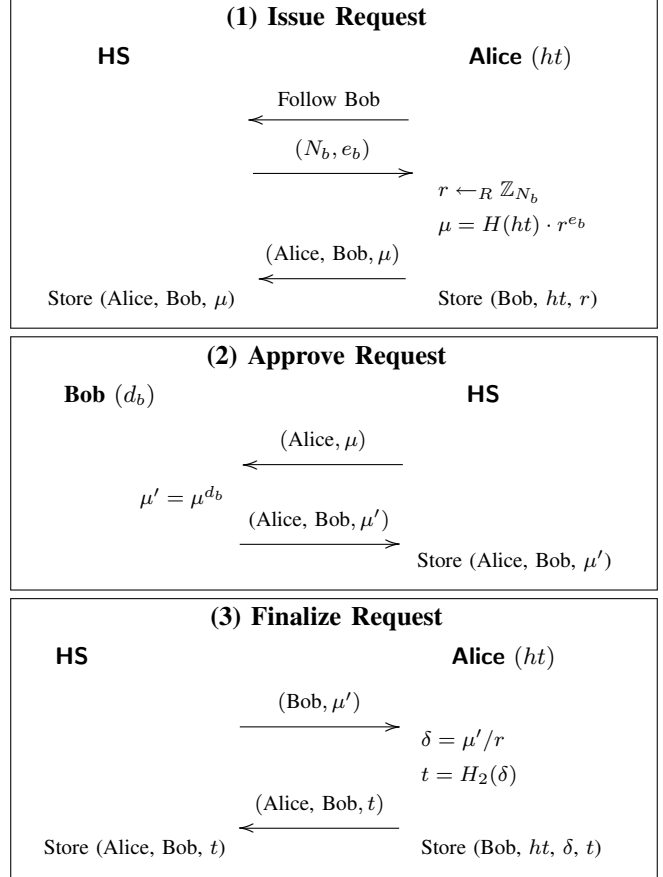 (1) Issue Request
HS Alice (ht)
Follow Bob
(N_b, e_b)
r ←_R ℤ_{N_b}
μ = H(ht) · r^{e_b}
(Alice, Bob, μ)
Store (Alice, Bob, μ) Store (Bob, ht, r)
(2) Approve Request
Bob (d_b) HS
(Alice, μ)
μ′ = μ^{d_b}
(Alice, Bob, μ′)
Store (Alice, Bob, μ′)
(3) Finalize Request
HS Alice (ht)
(Bob, μ′)
δ = μ′/r
t = H_2(δ)
(Alice, Bob, t)
Store (Alice, Bob, t) Store (Bob, ht, δ, t)